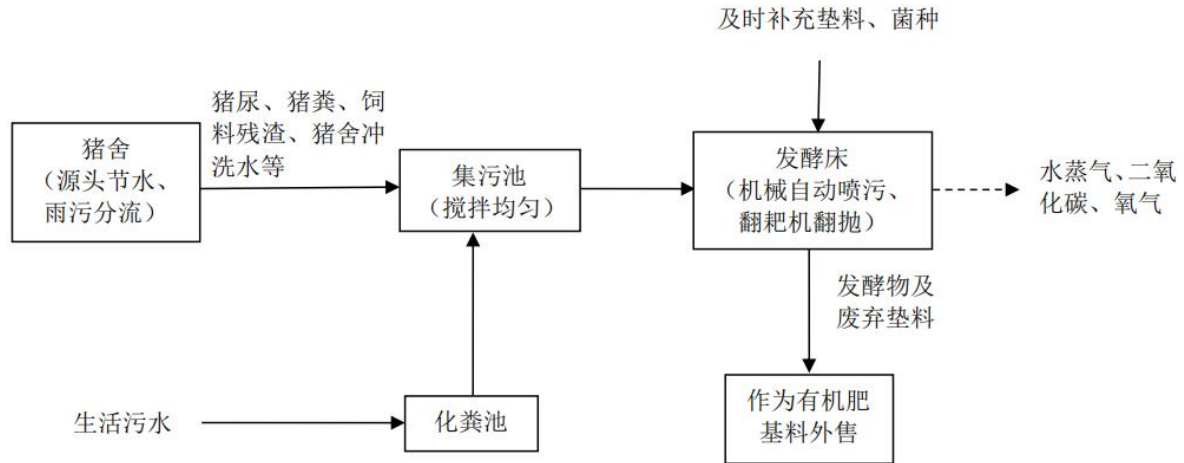 及时补充垫料、菌种
猪尿、猪粪、饲
料残渣、猪舍冲
洗水等
猪舍
（源头节水、
雨污分流）
集污池
（搅拌均匀）
发酵床
（机械自动喷污、
翻耙机翻抛）
水蒸气、二氧
化碳、氧气
发酵物及
废弃垫料
生活污水
化粪池
作为有机肥
基料外售